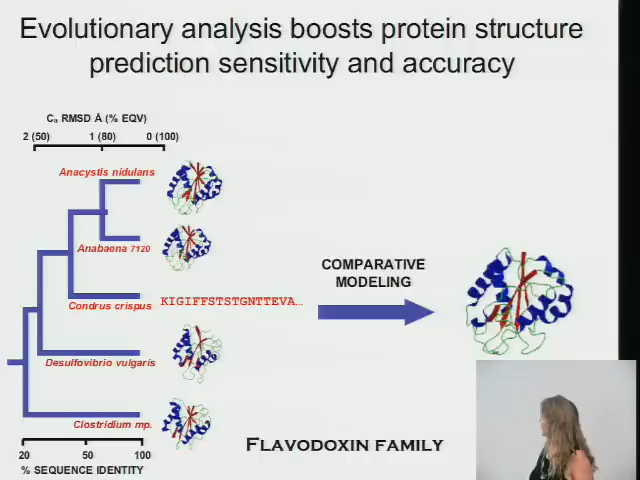 Evolutionary analysis boosts protein structure
prediction sensitivity and accuracy
Cα RMSD Å (% EQV)
2 (50) 1 (80) 0 (100)
Anacystis nidulans
Anabaena 7120
Condrus crispus KIGIFFSTSTGNTTEVA...
Desulfovibrio vulgaris
Clostridium mp.
20 50 100
% SEQUENCE IDENTITY
COMPARATIVE
MODELING
FLAVODOXIN FAMILY